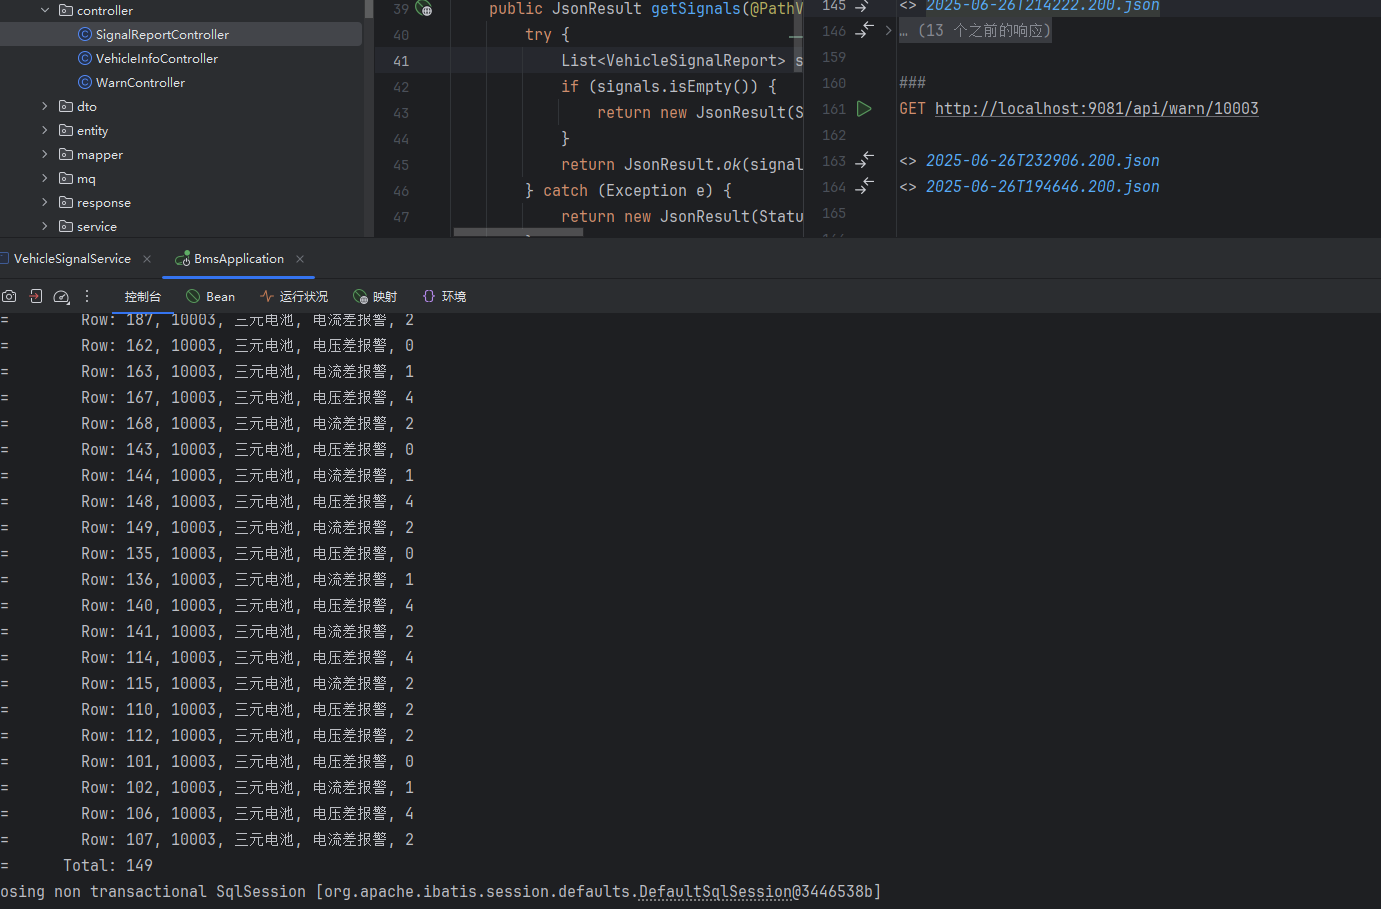 controller
SignalReportController
VehicleInfoController
WarnController
dto
entity
mapper
mq
response
service
39 public JsonResult getSignals(@PathV
40 try {
41 List<VehicleSignalReport> s
42 if (signals.isEmpty()) {
43 return new JsonResult(S
44 }
45 return JsonResult.ok(signal
46 } catch (Exception e) {
47 return new JsonResult(Statu
145 <> 2025-06-26T214222.200.json
146 … (13 个之前的响应)
159
160 ###
161 GET http://localhost:9081/api/warn/10003
162
163 <> 2025-06-26T232906.200.json
164 <> 2025-06-26T194646.200.json
165
VehicleSignalService × BmsApplication ×
控制台 Bean 运行状况 映射 {} 环境
= Row: 187, 10003, 三元电池, 电流差报警, 2
= Row: 162, 10003, 三元电池, 电压差报警, 0
= Row: 163, 10003, 三元电池, 电流差报警, 1
= Row: 167, 10003, 三元电池, 电压差报警, 4
= Row: 168, 10003, 三元电池, 电流差报警, 2
= Row: 143, 10003, 三元电池, 电压差报警, 0
= Row: 144, 10003, 三元电池, 电流差报警, 1
= Row: 148, 10003, 三元电池, 电压差报警, 4
= Row: 149, 10003, 三元电池, 电流差报警, 2
= Row: 135, 10003, 三元电池, 电压差报警, 0
= Row: 136, 10003, 三元电池, 电流差报警, 1
= Row: 140, 10003, 三元电池, 电压差报警, 4
= Row: 141, 10003, 三元电池, 电流差报警, 2
= Row: 114, 10003, 三元电池, 电压差报警, 4
= Row: 115, 10003, 三元电池, 电流差报警, 2
= Row: 110, 10003, 三元电池, 电压差报警, 2
= Row: 112, 10003, 三元电池, 电压差报警, 2
= Row: 101, 10003, 三元电池, 电压差报警, 0
= Row: 102, 10003, 三元电池, 电流差报警, 1
= Row: 106, 10003, 三元电池, 电压差报警, 4
= Row: 107, 10003, 三元电池, 电流差报警, 2
= Total: 149
osing non transactional SqlSession [org.apache.ibatis.session.defaults.DefaultSqlSession@3446538b]